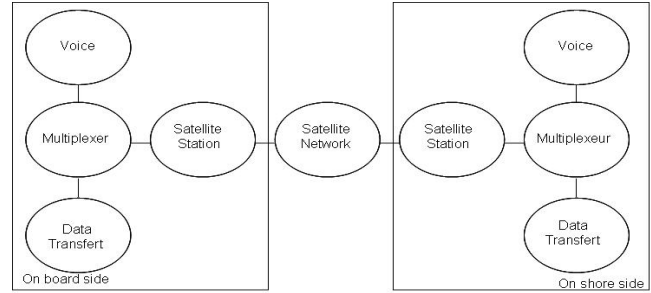 Voice
Multiplexer
Satellite
Station
Data
Transfert
On board side
Satellite
Network
Voice
Satellite
Station
Multiplexeur
Data
Transfert
On shore side